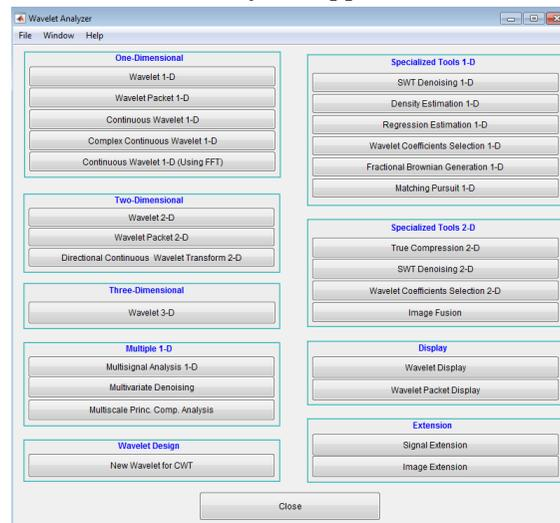 Wavelet Analyzer
File Window Help
One-Dimensional
Wavelet 1-D
Wavelet Packet 1-D
Continuous Wavelet 1-D
Complex Continuous Wavelet 1-D
Continuous Wavelet 1-D (Using FFT)
Two-Dimensional
Wavelet 2-D
Wavelet Packet 2-D
Directional Continuous Wavelet Transform 2-D
Three-Dimensional
Wavelet 3-D
Multiple 1-D
Multisignal Analysis 1-D
Multivariate Denoising
Multiscale Princ. Comp. Analysis
Wavelet Design
New Wavelet for CWT
Specialized Tools 1-D
SWT Denoising 1-D
Density Estimation 1-D
Regression Estimation 1-D
Wavelet Coefficients Selection 1-D
Fractional Brownian Generation 1-D
Matching Pursuit 1-D
Specialized Tools 2-D
True Compression 2-D
SWT Denoising 2-D
Wavelet Coefficients Selection 2-D
Image Fusion
Display
Wavelet Display
Wavelet Packet Display
Extension
Signal Extension
Image Extension
Close